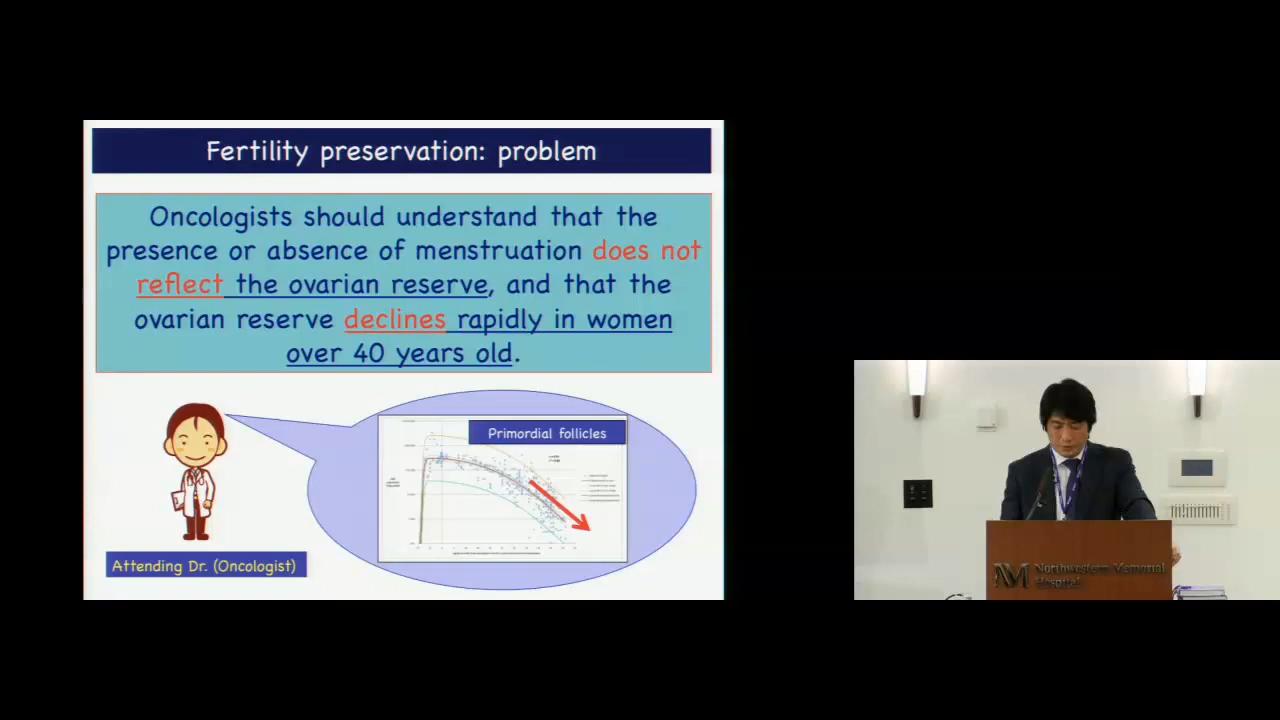 Fertility preservation: problem
Oncologists should understand that the
presence or absence of menstruation does not
reflect the ovarian reserve, and that the
ovarian reserve declines rapidly in women
over 40 years old.
Primordial follicles
Attending Dr. (Oncologist)
Northwestern Memorial
Hospital